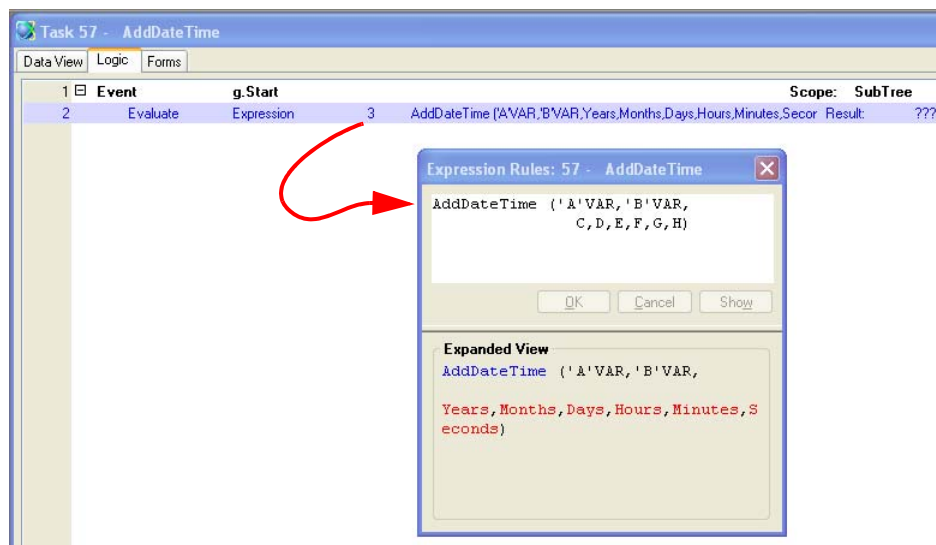 Task 57 - AddDateTime
Data View Logic Forms
1 Event g.Start Scope: SubTree
2 Evaluate Expression 3 AddDateTime ('A'VAR,'B'VAR,Years,Months,Days,Hours,Minutes,Secor Result: ???
Expression Rules: 57 - AddDateTime
AddDateTime ('A'VAR,'B'VAR,
C,D,E,F,G,H)
OK Cancel Show
Expanded View
AddDateTime ('A'VAR,'B'VAR,
Years,Months,Days,Hours,Minutes,S
econds)